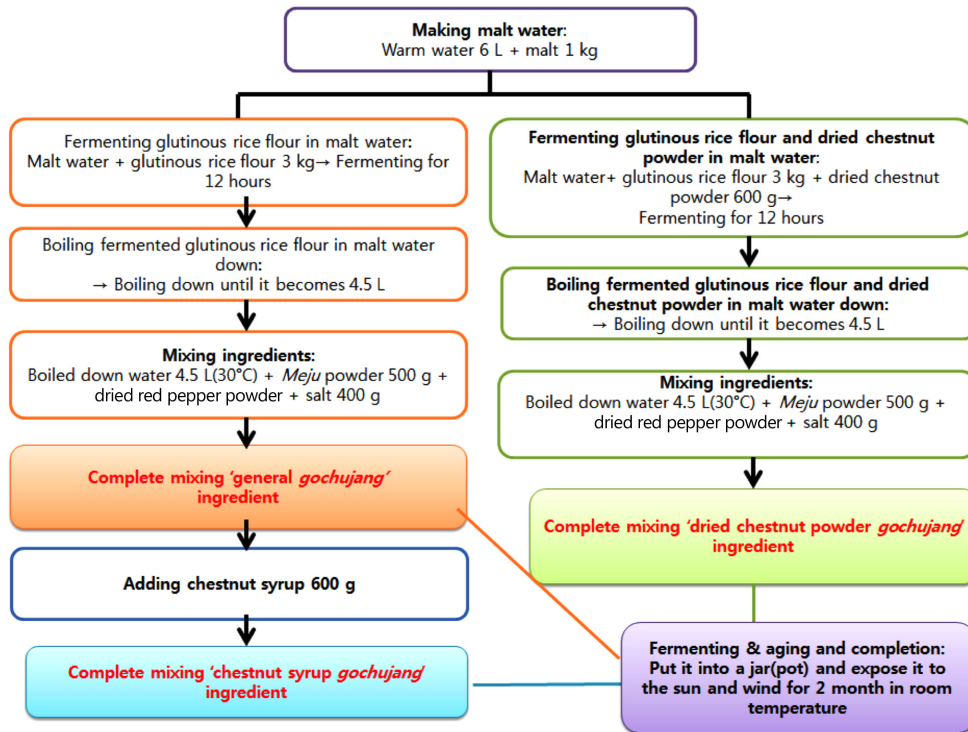 Making malt water:
Warm water 6 L + malt 1 kg
Fermenting glutinous rice flour in malt water:
Malt water + glutinous rice flour 3 kg→ Fermenting for
12 hours
Boiling fermented glutinous rice flour in malt water
down:
→ Boiling down until it becomes 4.5 L
Mixing ingredients:
Boiled down water 4.5 L(30°C) + Meju powder 500 g +
dried red pepper powder + salt 400 g
Complete mixing ‘general gochujang’
ingredient
Adding chestnut syrup 600 g
Complete mixing ‘chestnut syrup gochujang’
ingredient
Fermenting glutinous rice flour and dried chestnut
powder in malt water:
Malt water+ glutinous rice flour 3 kg + dried chestnut
powder 600 g→
Fermenting for 12 hours
Boiling fermented glutinous rice flour and dried
chestnut powder in malt water down:
→ Boiling down until it becomes 4.5 L
Mixing ingredients:
Boiled down water 4.5 L(30°C) + Meju powder 500 g +
dried red pepper powder + salt 400 g
Complete mixing ‘dried chestnut powder gochujang’
ingredient
Fermenting & aging and completion:
Put it into a jar(pot) and expose it to
the sun and wind for 2 month in room
temperature